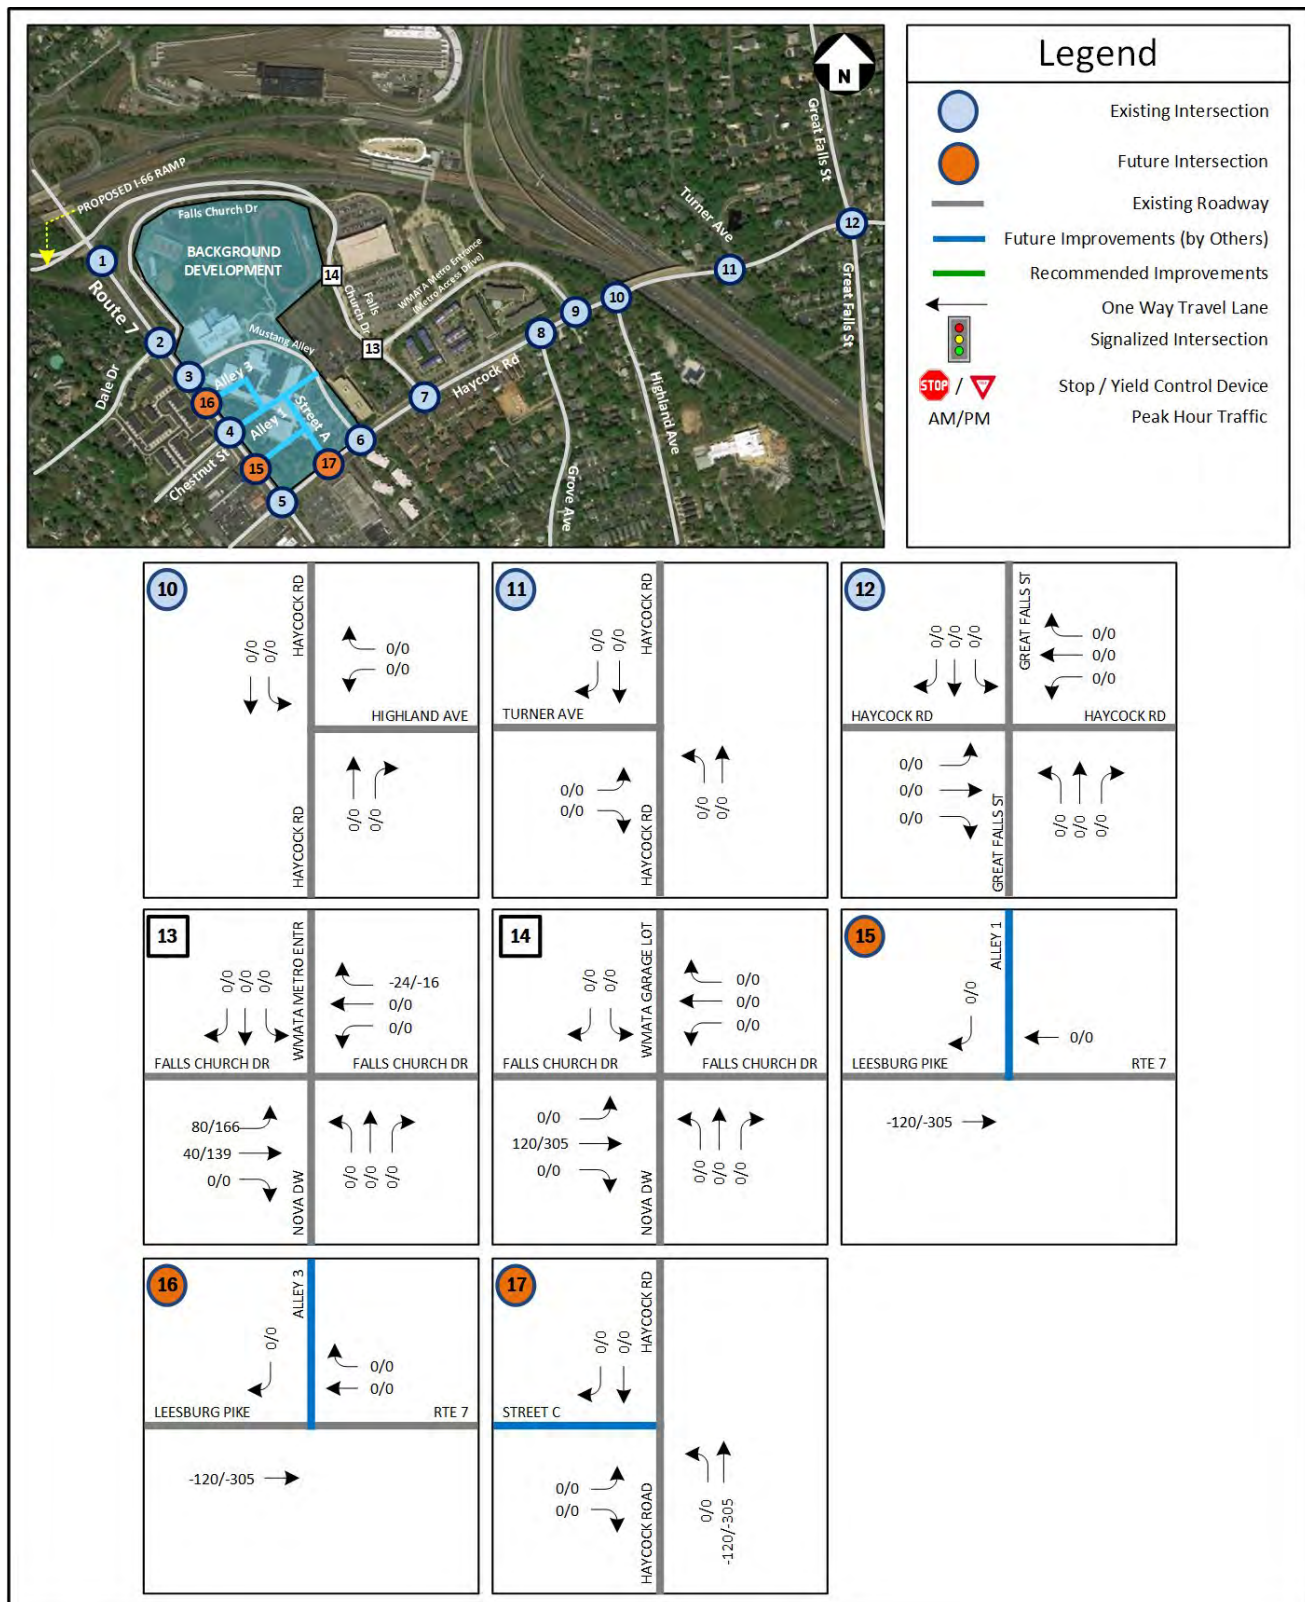 Legend
Existing Intersection
Future Intersection
Existing Roadway
Future Improvements (by Others)
Recommended Improvements
One Way Travel Lane
Signalized Intersection
STOP / Stop / Yield Control Device
AM/PM Peak Hour Traffic
N
PROPOSED I-66 RAMP
Falls Church Dr
BACKGROUND
DEVELOPMENT
Route 7
Dale Dr
Mustang Alley
Alley 3
Alley 1
Street A
Chestnut St
Falls
Church Dr
WMATA Metro Entrance
(Metro Access Drive)
Haycock Rd
Grove Ave
Highland Ave
Turner Ave
Great Falls St
Great Falls St
1
2
3
16
4
15
5
17
6
7
8
9
10
11
12
13
14
10
HAYCOCK RD
0/0
0/0
0/0
0/0
HIGHLAND AVE
HAYCOCK RD
0/0
0/0
11
HAYCOCK RD
0/0
0/0
TURNER AVE
0/0
0/0
HAYCOCK RD
0/0
0/0
12
GREAT FALLS ST
0/0
0/0
0/0
0/0
0/0
0/0
HAYCOCK RD
HAYCOCK RD
0/0
0/0
0/0
GREAT FALLS ST
0/0
0/0
0/0
13
WMATA METRO ENTR
0/0
0/0
0/0
-24/-16
0/0
0/0
FALLS CHURCH DR
FALLS CHURCH DR
80/166
40/139
0/0
NOVA DW
0/0
0/0
0/0
14
WMATA GARAGE LOT
0/0
0/0
0/0
0/0
0/0
FALLS CHURCH DR
FALLS CHURCH DR
0/0
120/305
0/0
NOVA DW
0/0
0/0
0/0
15
ALLEY 1
0/0
0/0
LEESBURG PIKE
RTE 7
-120/-305
16
ALLEY 3
0/0
0/0
0/0
LEESBURG PIKE
RTE 7
-120/-305
17
HAYCOCK RD
0/0
0/0
STREET C
0/0
0/0
HAYCOCK ROAD
0/0
-120/-305